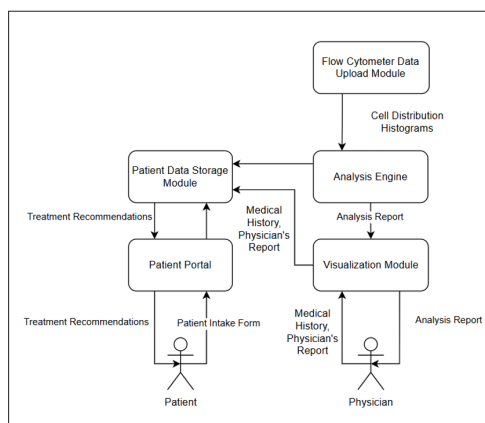 Flow Cytometer Data
Upload Module
Cell Distribution
Histograms
Patient Data Storage
Module
Analysis Engine
Treatment Recommendations
Medical
History,
Physician's
Report
Analysis Report
Patient Portal
Visualization Module
Treatment Recommendations
Patient Intake Form
Medical
History,
Physician's
Report
Analysis Report
Patient
Physician